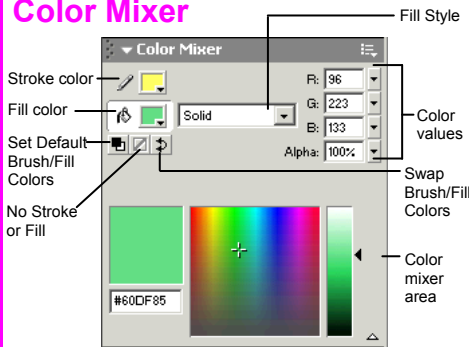 Color Mixer
Fill Style
Color Mixer
Stroke color
R: 96
Fill color
G: 223
Solid
Color
values
B: 133
Set Default
Brush/Fill
Colors
Alpha: 100%
Swap
Brush/Fill
Colors
No Stroke
or Fill
Color
mixer
area
#60DF85